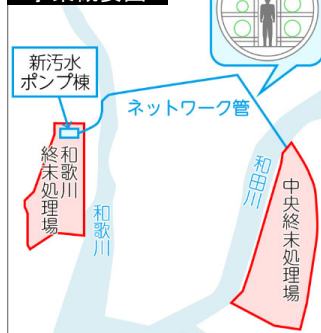 新汚水
ポンプ棟
ネットワーク管
和歌川
終末処理場
和歌川
和田川
中央終末処理場